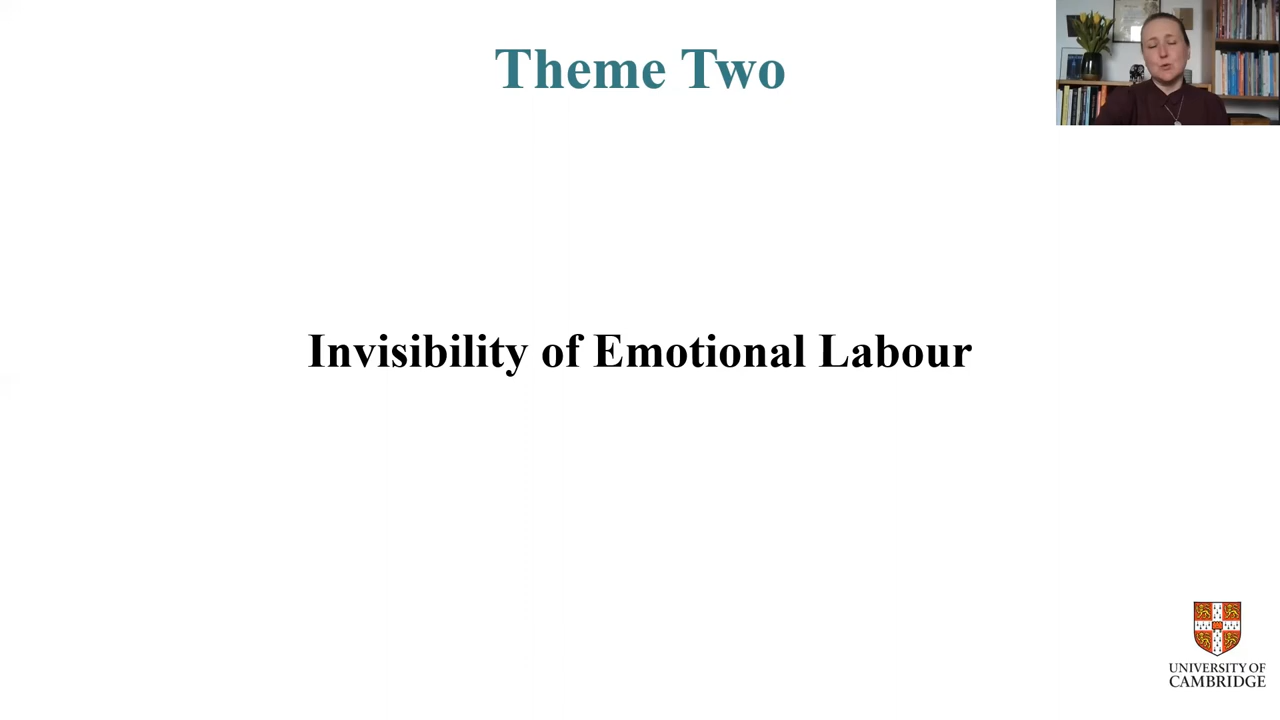 Theme Two
Invisibility of Emotional Labour
UNIVERSITY OF
CAMBRIDGE